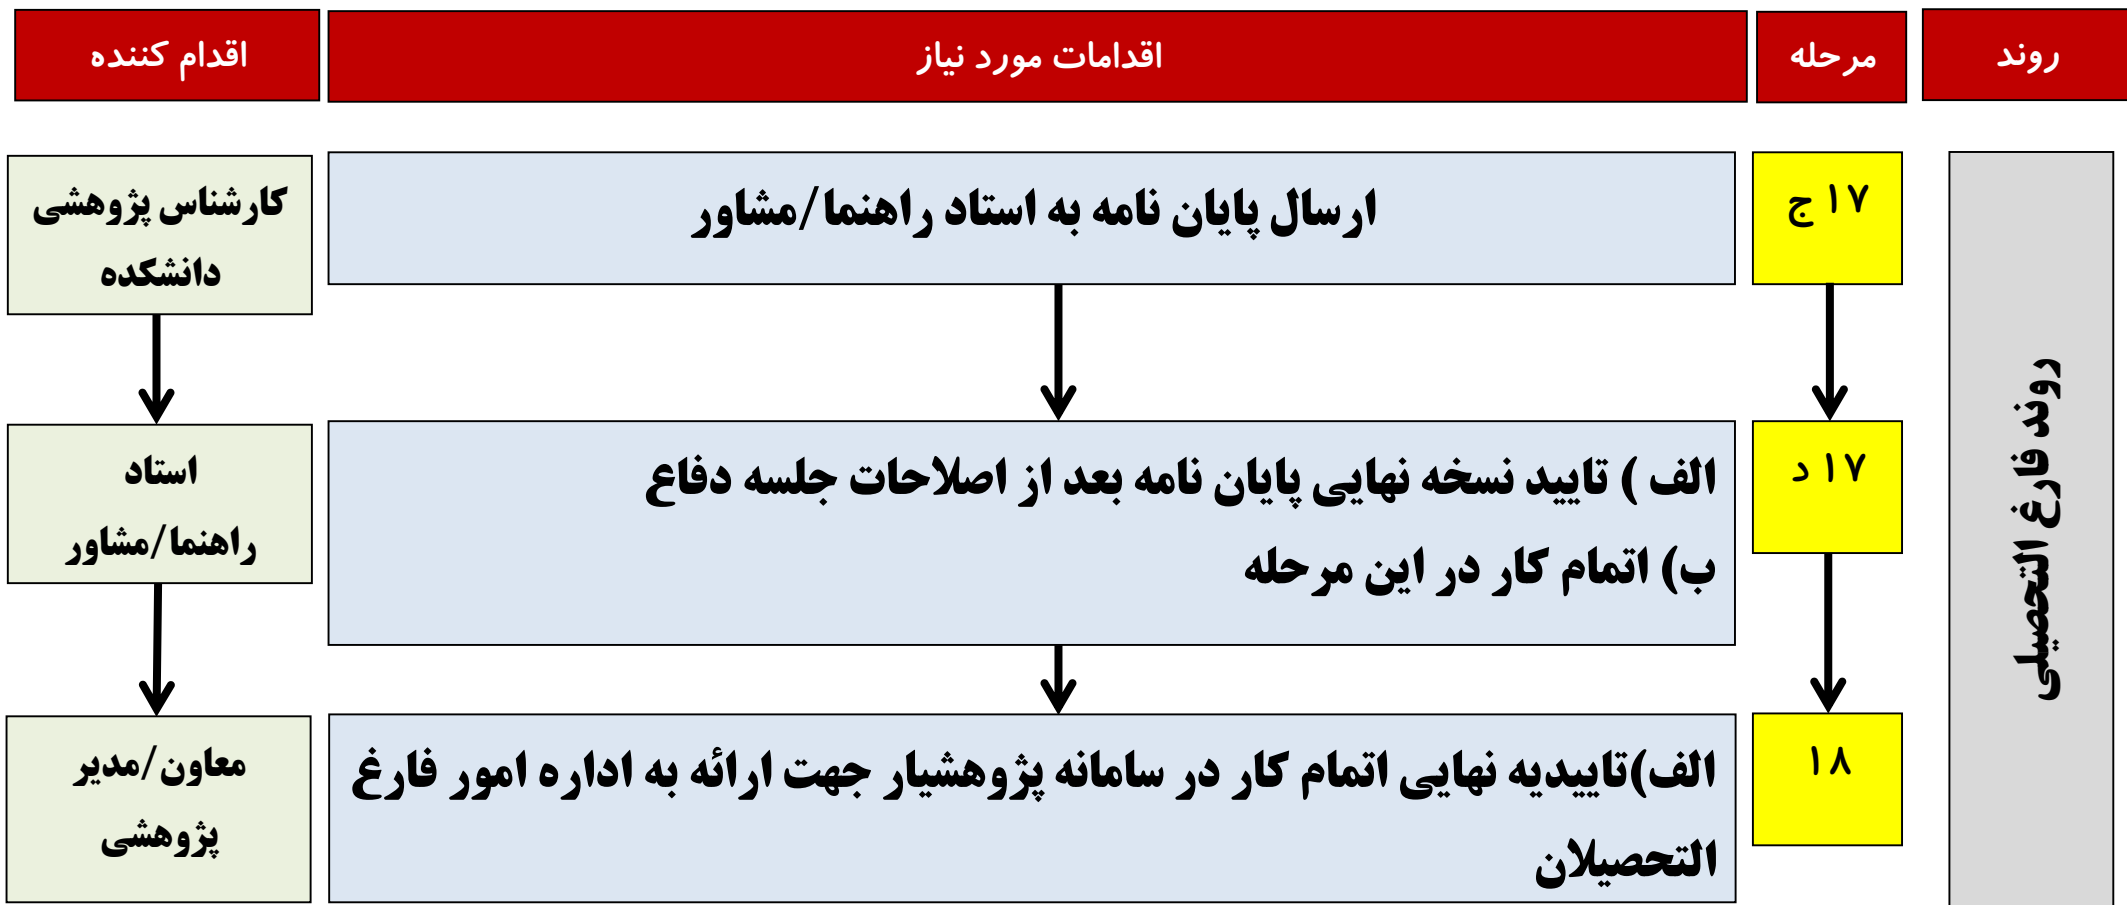 روند
مرحله
اقدامات مورد نیاز
اقدام کننده
روند فارغ التحصیلی
۱۷ ج
ارسال پایان نامه به استاد راهنما/مشاور
کارشناس پژوهشی
دانشکده
۱۷ د
الف ) تایید نسخه نهایی پایان نامه بعد از اصلاحات جلسه دفاع
ب) اتمام کار در این مرحله
استاد
راهنما/مشاور
۱۸
الف)تاییدیه نهایی اتمام کار در سامانه پژوهشیار جهت ارائه به اداره امور فارغ
التحصیلان
معاون/مدیر
پژوهشی